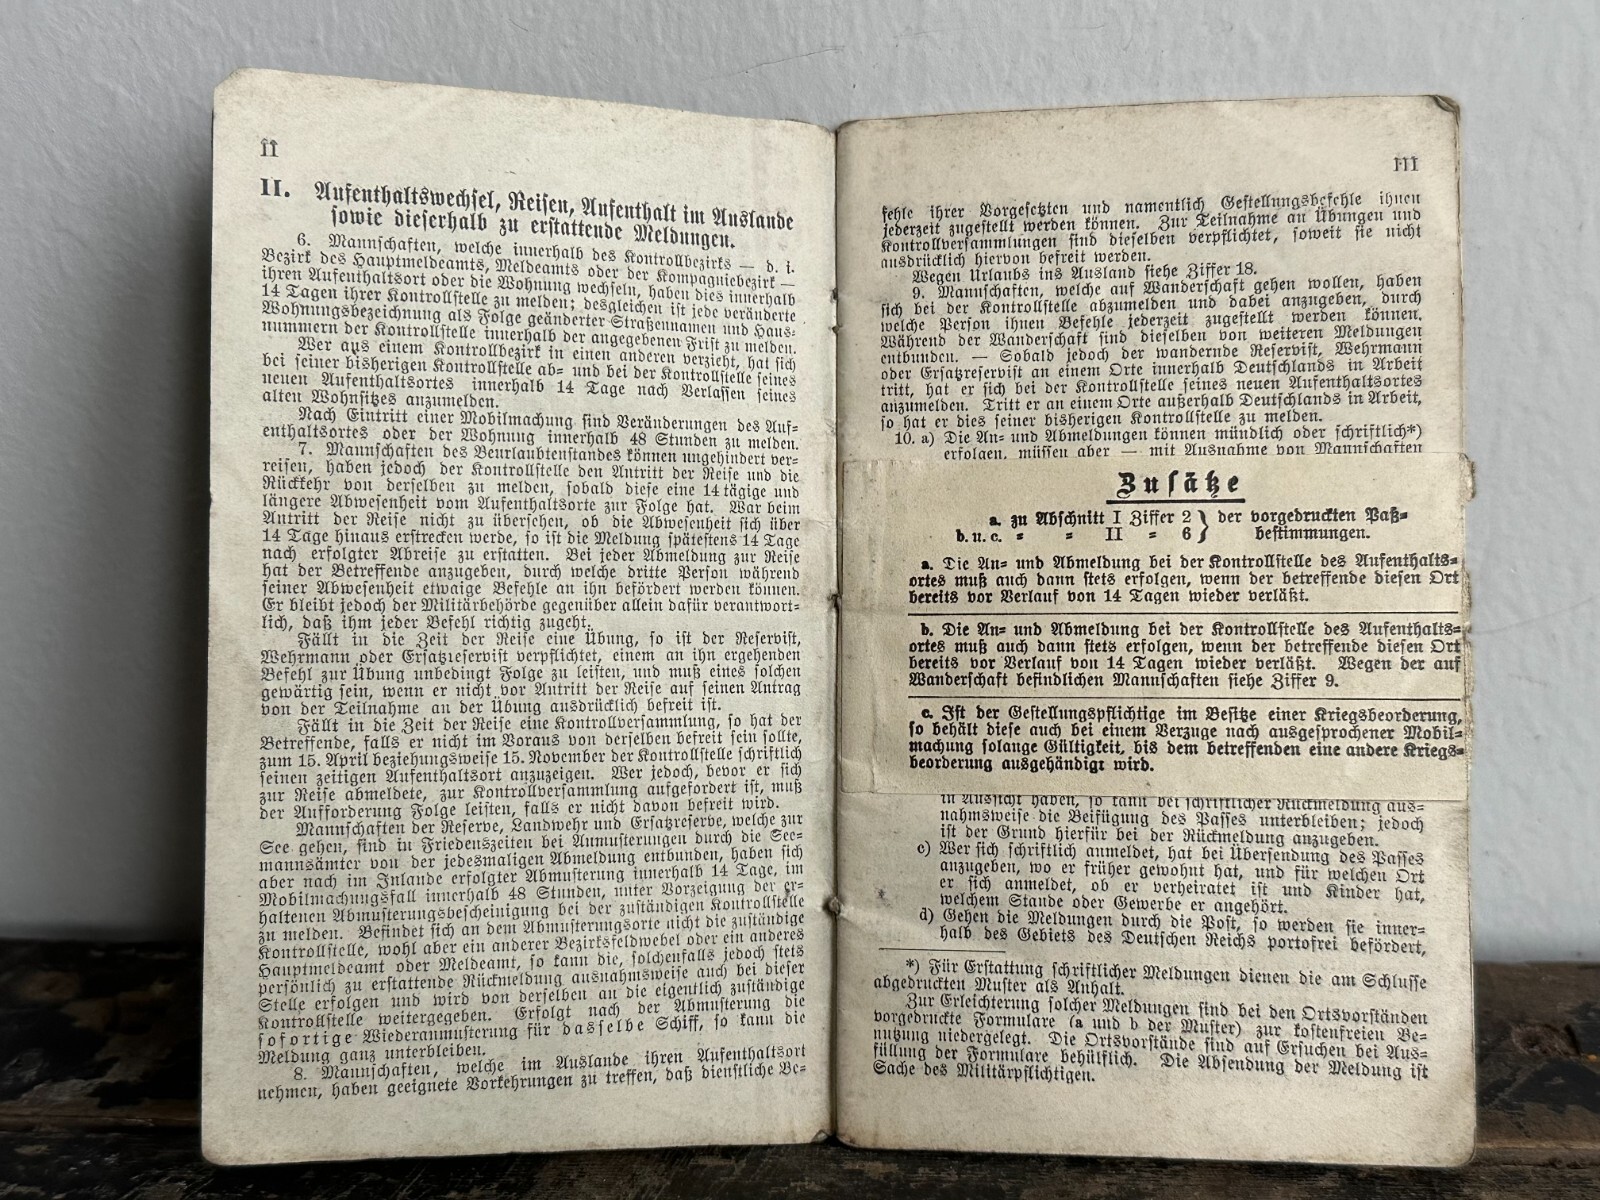 II
II. Aufenthaltswechsel, Reisen, Aufenthalt im Auslande
sowie dieserhalb zu erstattende Meldungen.
6. Mannschaften, welche innerhalb des Kontrollbezirks — d. i.
Bezirk des Hauptmeldeamts, Meldeamts oder der Kompagniebezirk —
ihren Aufenthaltsort oder die Wohnung wechseln, haben dies innerhalb
14 Tagen ihrer Kontrollstelle zu melden; desgleichen ist jede veränderte
Wohnungsbezeichnung als Folge geänderter Straßennamen und Haus-
nummern der Kontrollstelle innerhalb der angegebenen Frist zu melden.
Wer aus einem Kontrollbezirk in einen anderen verzieht, hat sich
bei seiner bisherigen Kontrollstelle ab- und bei der Kontrollstelle seines
neuen Aufenthaltsortes innerhalb 14 Tage nach Verlassen seines
alten Wohnsitzes anzumelden.
Nach Eintritt einer Mobilmachung sind Veränderungen des Auf-
enthaltsortes oder der Wohnung innerhalb 48 Stunden zu melden.
7. Mannschaften des Beurlaubtenstandes können ungehindert ver-
reisen, haben jedoch der Kontrollstelle den Antritt der Reise und die
Rückkehr von derselben zu melden, sobald diese eine 14 tägige und
längere Abwesenheit vom Aufenthaltsorte zur Folge hat. War beim
Antritt der Reise nicht zu übersehen, ob die Abwesenheit sich über
14 Tage hinaus erstrecken werde, so ist die Meldung spätestens 14 Tage
nach erfolgter Abreise zu erstatten. Bei jeder Abmeldung zur Reise
hat der Betreffende anzugeben, durch welche dritte Person während
seiner Abwesenheit etwaige Befehle an ihn befördert werden können.
Er bleibt jedoch der Militärbehörde gegenüber allein dafür verantwort-
lich, daß ihm jeder Befehl richtig zugeht.
Fällt in die Zeit der Reise eine Übung, so ist der Reservist,
Wehrmann oder Ersatzreservist verpflichtet, einem an ihn ergehenden
Befehl zur Übung unbedingt Folge zu leisten, und muß eines solchen
gewärtig sein, wenn er nicht vor Antritt der Reise auf seinen Antrag
von der Teilnahme an der Übung ausdrücklich befreit ist.
Fällt in die Zeit der Reise eine Kontrollversammlung, so hat der
Betreffende, falls er nicht im Voraus von derselben befreit sein sollte,
zum 15. April beziehungsweise 15. November der Kontrollstelle schriftlich
seinen zeitigen Aufenthaltsort anzuzeigen. Wer jedoch, bevor er sich
zur Reise abmeldete, zur Kontrollversammlung aufgefordert ist, muß
der Aufforderung Folge leisten, falls er nicht davon befreit wird.
Mannschaften der Reserve, Landwehr und Ersatzreserve, welche zur
See gehen, sind in Friedenszeiten bei Anmusterungen durch die See-
mannsämter von der jedesmaligen Abmeldung entbunden, haben sich
aber nach im Inlande erfolgter Abmusterung innerhalb 14 Tage, im
Mobilmachungsfall innerhalb 48 Stunden, unter Vorzeigung der er-
haltenen Abmusterungsbescheinigung bei der zuständigen Kontrollstelle
zu melden. Befindet sich an dem Abmusterungsorte nicht die zuständige
Kontrollstelle, wohl aber ein anderer Bezirksfeldwebel oder ein anderes
Hauptmeldeamt oder Meldeamt, so kann die, solchenfalls jedoch stets
persönlich zu erstattende Rückmeldung ausnahmsweise auch bei dieser
Stelle erfolgen und wird von derselben an die eigentlich zuständige
Kontrollstelle weitergegeben. Erfolgt nach der Abmusterung die
sofortige Wiederanmusterung für dasselbe Schiff, so kann die
Meldung ganz unterbleiben.
8. Mannschaften, welche im Auslande ihren Aufenthaltsort
nehmen, haben geeignete Vorkehrungen zu treffen, daß dienstliche Be-
III
fehle ihrer Vorgesetzten und namentlich Gestellungsbefehle ihnen
jederzeit zugestellt werden können. Zur Teilnahme an Übungen und
Kontrollversammlungen sind dieselben verpflichtet, soweit sie nicht
ausdrücklich hiervon befreit werden.
Wegen Urlaubs ins Ausland siehe Ziffer 18.
9. Mannschaften, welche auf Wanderschaft gehen wollen, haben
sich bei der Kontrollstelle abzumelden und dabei anzugeben, durch
welche Person ihnen Befehle jederzeit zugestellt werden können.
Während der Wanderschaft sind dieselben von weiteren Meldungen
entbunden. — Sobald jedoch der wandernde Reservist, Wehrmann
oder Ersatzreservist an einem Orte innerhalb Deutschlands in Arbeit
tritt, hat er sich bei der Kontrollstelle seines neuen Aufenthaltsortes
anzumelden. Tritt er an einem Orte außerhalb Deutschlands in Arbeit,
so hat er dies seiner bisherigen Kontrollstelle zu melden.
10. a) Die An- und Abmeldungen können mündlich oder schriftlich*)
erfolgen, müssen aber — mit Ausnahme von Mannschaften
Zusätze
a. zu Abschnitt I Ziffer 2 } der vorgedruckten Paß-
b. u. c. " " II " 6 } bestimmungen.
a. Die An- und Abmeldung bei der Kontrollstelle des Aufenthalts-
ortes muß auch dann stets erfolgen, wenn der betreffende diesen Ort
bereits vor Verlauf von 14 Tagen wieder verläßt.
b. Die An- und Abmeldung bei der Kontrollstelle des Aufenthalts-
ortes muß auch dann stets erfolgen, wenn der betreffende diesen Ort
bereits vor Verlauf von 14 Tagen wieder verläßt. Wegen der auf
Wanderschaft befindlichen Mannschaften siehe Ziffer 9.
c. Ist der Gestellungspflichtige im Besitze einer Kriegsbeorderung,
so behält diese auch bei einem Verzuge nach ausgesprochener Mobil-
machung solange Gültigkeit, bis dem betreffenden eine andere Kriegs-
beorderung ausgehändigt wird.
in Aussicht haben, so kann bei schriftlicher Rückmeldung aus-
nahmsweise die Beifügung des Passes unterbleiben; jedoch
ist der Grund hierfür bei der Rückmeldung anzugeben.
c) Wer sich schriftlich anmeldet, hat bei Übersendung des Passes
anzugeben, wo er früher gewohnt hat, und für welchen Ort
er sich anmeldet, ob er verheiratet ist und Kinder hat,
welchem Stande oder Gewerbe er angehört.
d) Gehen die Meldungen durch die Post, so werden sie inner-
halb des Gebiets des Deutschen Reichs portofrei befördert,
*) Für Erstattung schriftlicher Meldungen dienen die am Schlusse
abgedruckten Muster als Anhalt.
Zur Erleichterung solcher Meldungen sind bei den Ortsvorständen
vorgedruckte Formulare (a und b der Muster) zur kostenfreien Be-
nutzung niedergelegt. Die Ortsvorstände sind auf Ersuchen bei Aus-
füllung der Formulare behülflich. Die Absendung der Meldung ist
Sache des Militärpflichtigen.